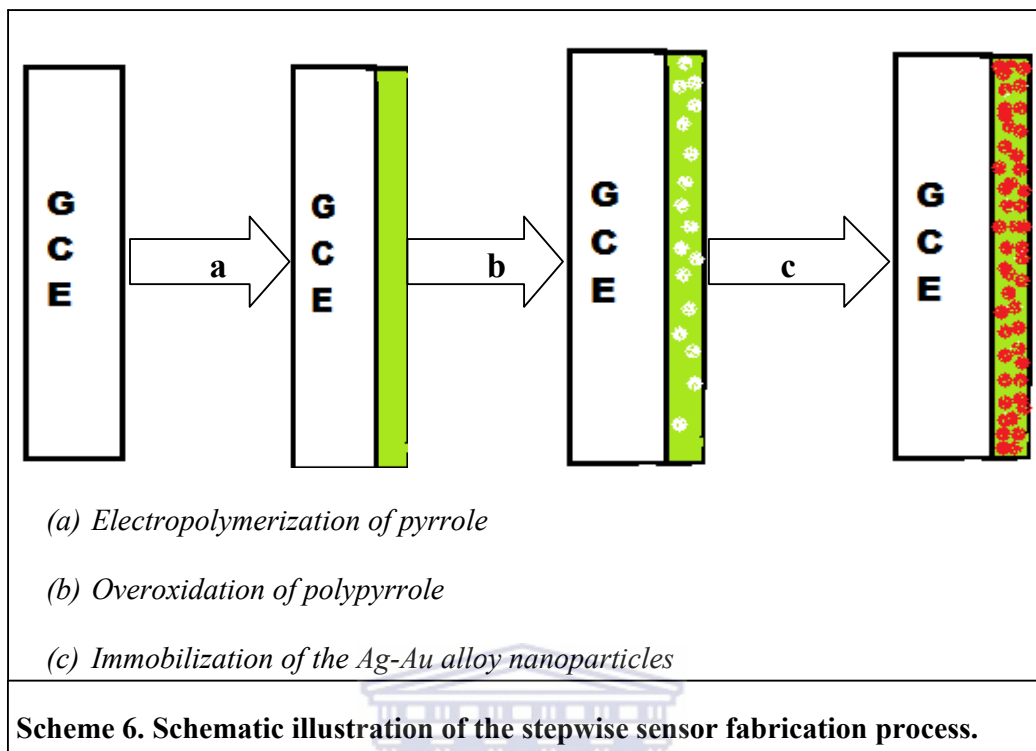 G
C
E
a
G
C
E
b
G
C
E
c
G
C
E
(a) Electropolymerization of pyrrole
(b) Overoxidation of polypyrrole
(c) Immobilization of the Ag-Au alloy nanoparticles
Scheme 6. Schematic illustration of the stepwise sensor fabrication process.